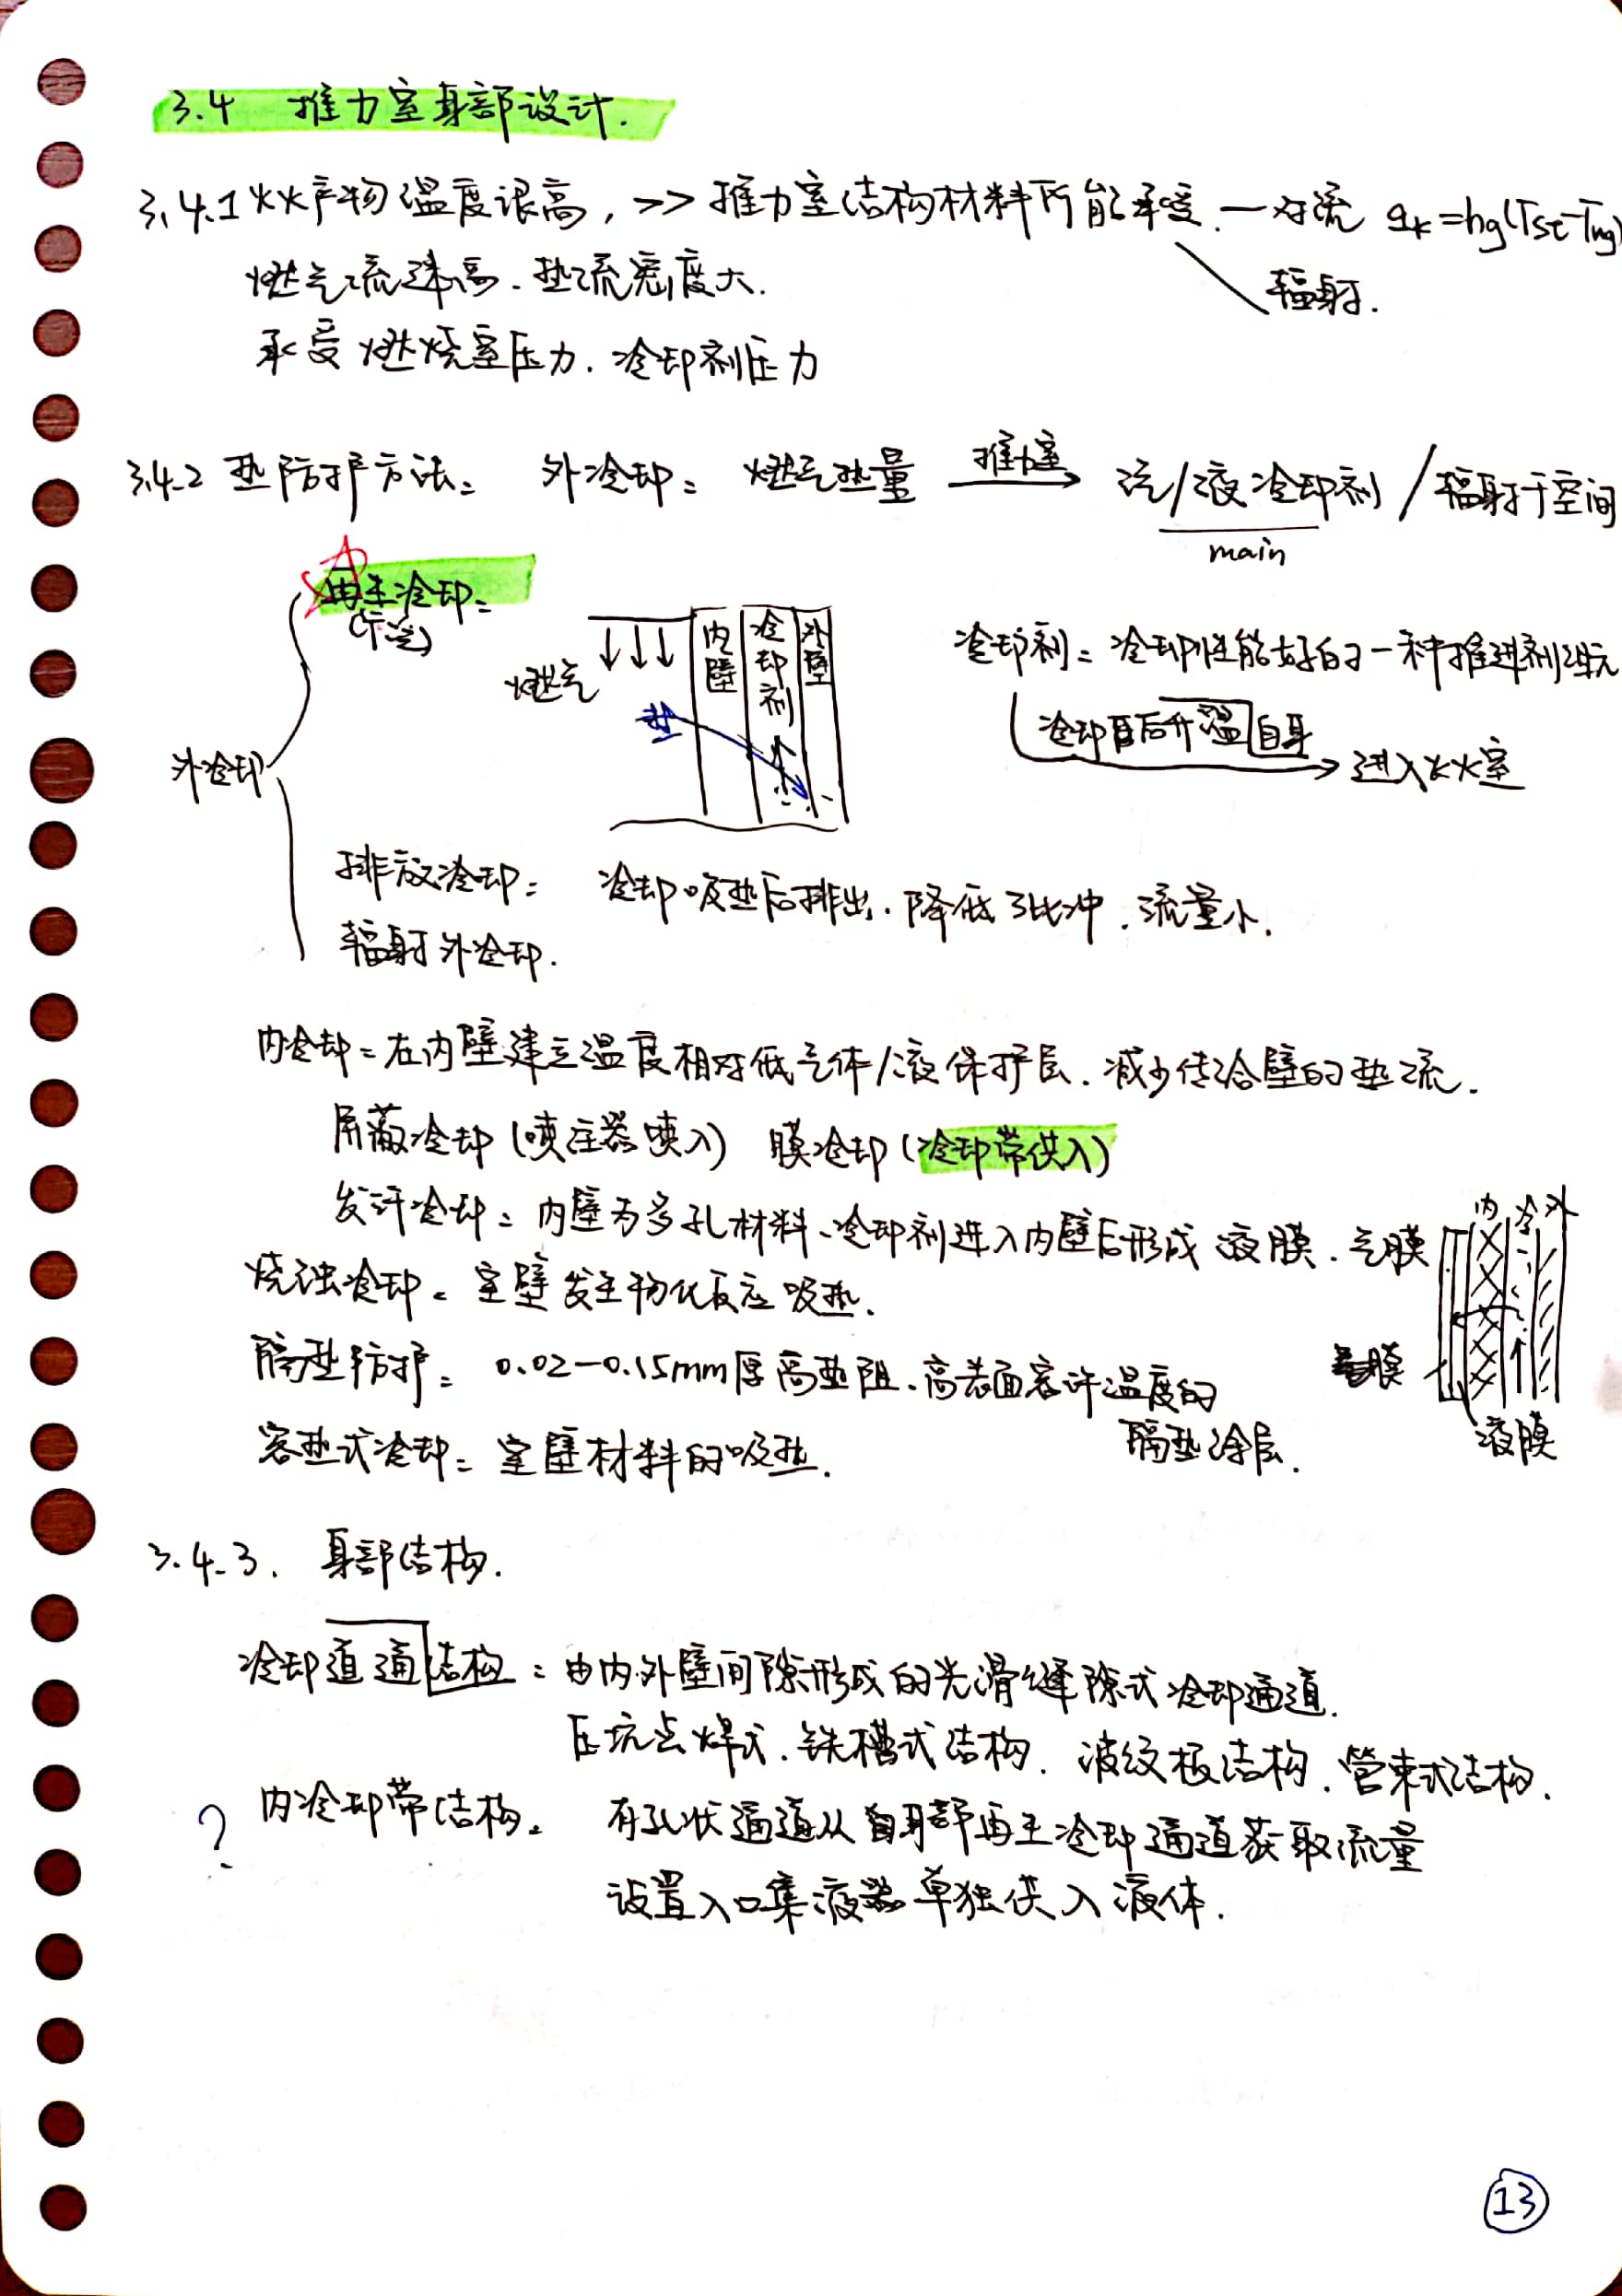 3.4 推力室身部设计.
3.4.1 火火产物温度很高, >> 推力室结构材料所能承受. — 对流 qk=hg(Tst-Twg)
辐射.
燃气流速高. 热流密度大.
承受燃烧室压力. 冷却剂压力
3.4.2 热防护方法: 外冷却: 燃气热量 推力室 → 气/液冷却剂 / 辐射于空间
main
外冷却
再生冷却:
燃气 ↓↓↓ 内壁 冷却剂 外壁
热
冷却剂: 冷却性能好的一种推进剂组元
冷却后升温自身 → 进入火火室
排放冷却: 冷却吸热后排出. 降低了比冲. 流量小.
辐射外冷却.
内冷却: 在内壁建立温度相对低气体/液保护层. 减少传给壁的热流.
屏蔽冷却 (喷注器喷入) 膜冷却 (冷却带供入)
发汗冷却: 内壁为多孔材料、冷却剂进入内壁后形成 液膜. 气膜
内 冷 外
气膜
液膜
烧蚀冷却: 室壁发生物化反应吸热.
隔热防护: 0.02-0.15mm厚高热阻. 高表面容许温度的
隔热涂层.
容热式冷却: 室壁材料的吸热.
3.4.3. 身部结构.
冷却道通结构: 由内外壁间隙形成的光滑缝隙式冷却通道.
压坑点焊式. 铣槽式结构. 波纹板结构. 管束式结构.
? 内冷却带结构: 有孔状通道从身部再生冷却通道获取流量
设置入口集液器单独供入液体.
13